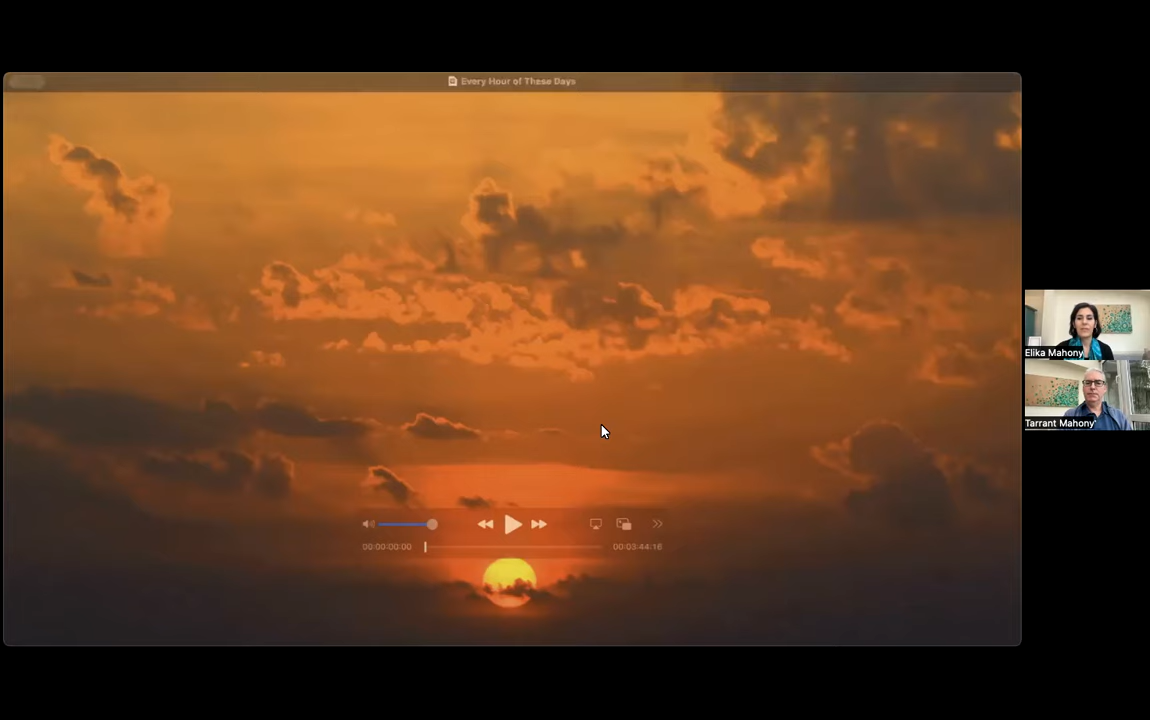 Every Hour of These Days
Elika Mahony
Tarrant Mahony
00:00:00:00
00:03:44:16